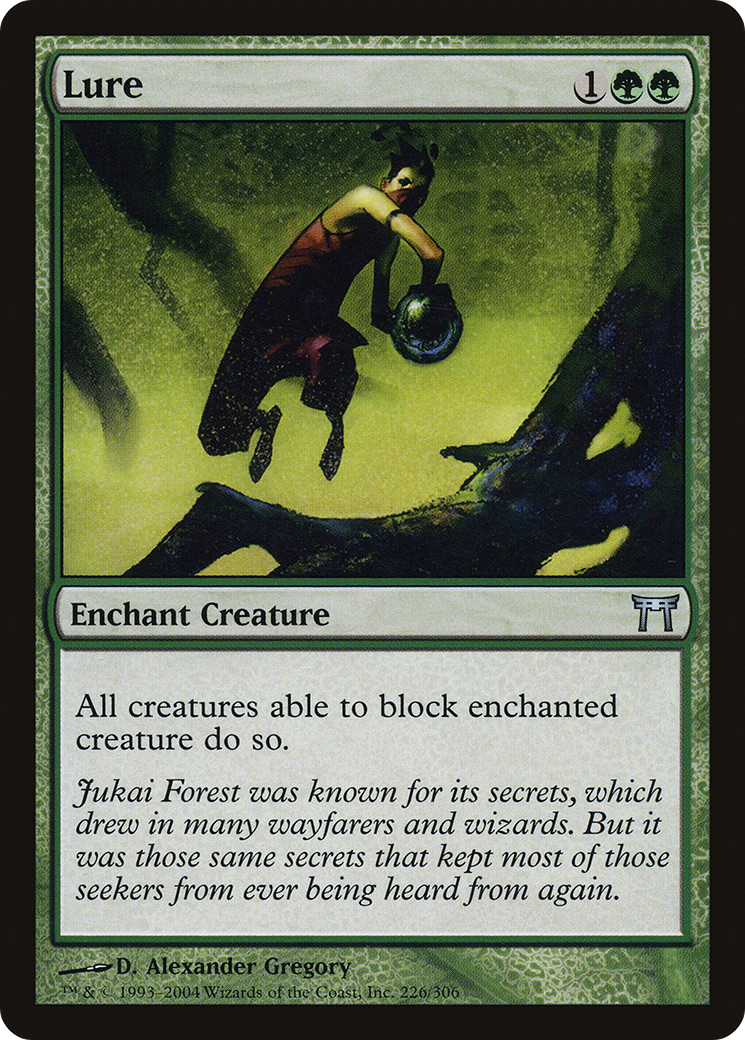 Lure 1
Enchant Creature
All creatures able to block enchanted
creature do so.
Jukai Forest was known for its secrets, which
drew in many wayfarers and wizards. But it
was those same secrets that kept most of those
seekers from ever being heard from again.
D. Alexander Gregory
™ & © 1993–2004 Wizards of the Coast, Inc. 226/306